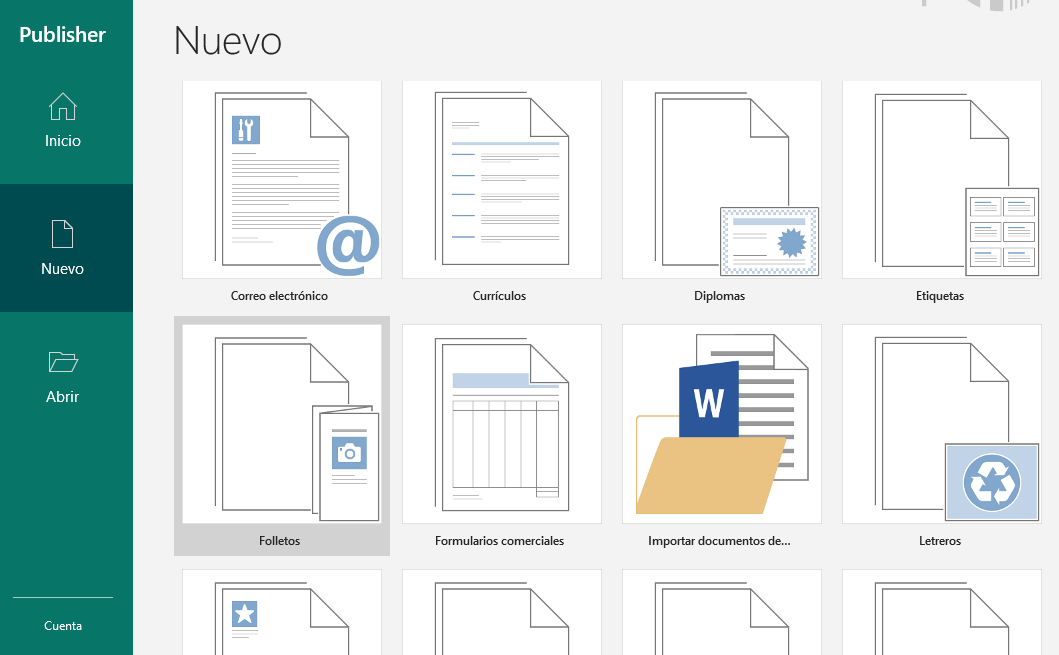 Publisher
Inicio
Nuevo
Abrir
Cuenta
Nuevo
@
Correo electrónico
Currículos
Diplomas
Etiquetas
W
Folletos
Formularios comerciales
Importar documentos de...
Letreros